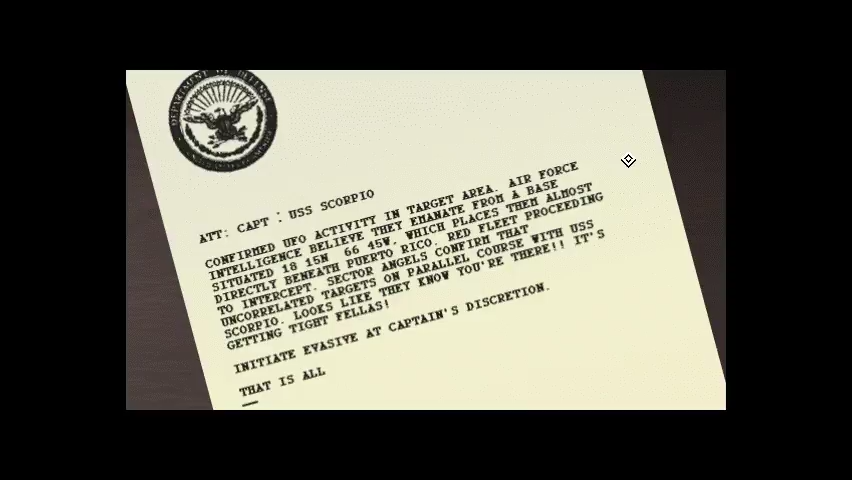 DEPARTMENT OF DEFENSE
ATT: CAPT : USS SCORPIO
CONFIRMED UFO ACTIVITY IN TARGET AREA. AIR FORCE
INTELLIGENCE BELIEVE THEY EMANATE FROM A BASE
SITUATED 18 15N 66 45W. WHICH PLACES THEM ALMOST
DIRECTLY BENEATH PUERTO RICO. RED FLEET PROCEEDING
TO INTERCEPT. SECTOR ANGELS CONFIRM THAT
UNCORRELATED TARGETS ON PARALLEL COURSE WITH USS
SCORPIO. LOOKS LIKE THEY KNOW YOU'RE THERE!! IT'S
GETTING TIGHT FELLAS!
INITIATE EVASIVE AT CAPTAIN'S DISCRETION.
THAT IS ALL